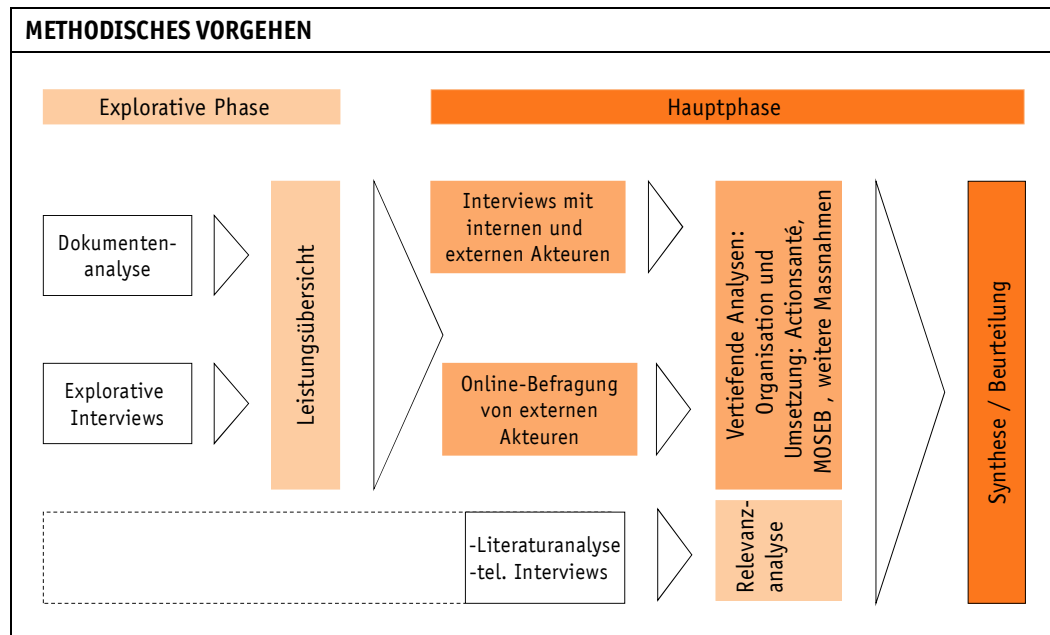 METHODISCHES VORGEHEN
Explorative Phase
Hauptphase
Dokumenten-
analyse
Explorative
Interviews
Leistungsübersicht
Interviews mit
internen und
externen Akteuren
Online-Befragung
von externen
Akteuren
-Literaturanalyse
-tel. Interviews
Vertiefende Analysen:
Organisation und
Umsetzung: Actionsanté,
MOSEB , weitere Massnahmen
Relevanz-
analyse
Synthese / Beurteilung